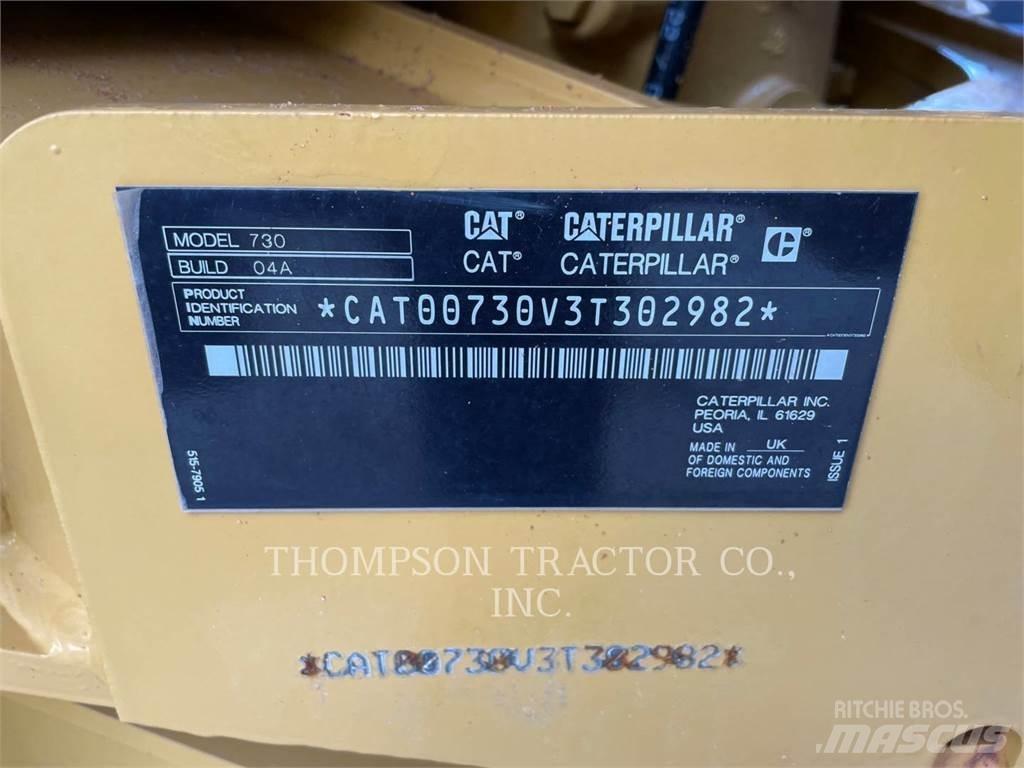 MODEL 730
BUILD 04A
CAT® CATERPILLAR®
CAT® CATERPILLAR®
C®
PRODUCT
IDENTIFICATION
NUMBER
*CAT00730V3T302982*
CATERPILLAR INC.
PEORIA, IL 61629
USA
MADE IN UK
OF DOMESTIC AND
FOREIGN COMPONENTS
ISSUE 1
515-7905 1
THOMPSON TRACTOR CO.,
INC.
*CAT00730V3T302982*
RITCHIE BROS.
MASCUS